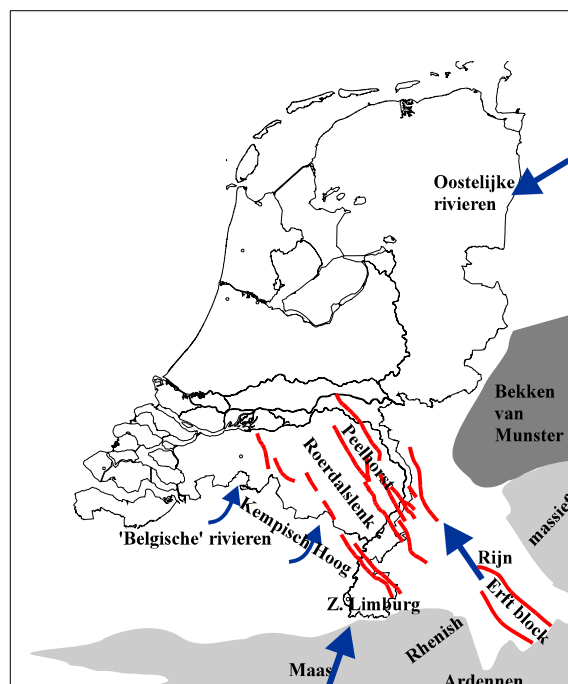 Oostelijke
rivieren
Bekken
van
Munster
massief
Peelhorst
Roerdalslenk
Kempisch Hoog
'Belgische' rivieren
Rijn
Erft block
Z. Limburg
Rhenish
Maas
Ardennen